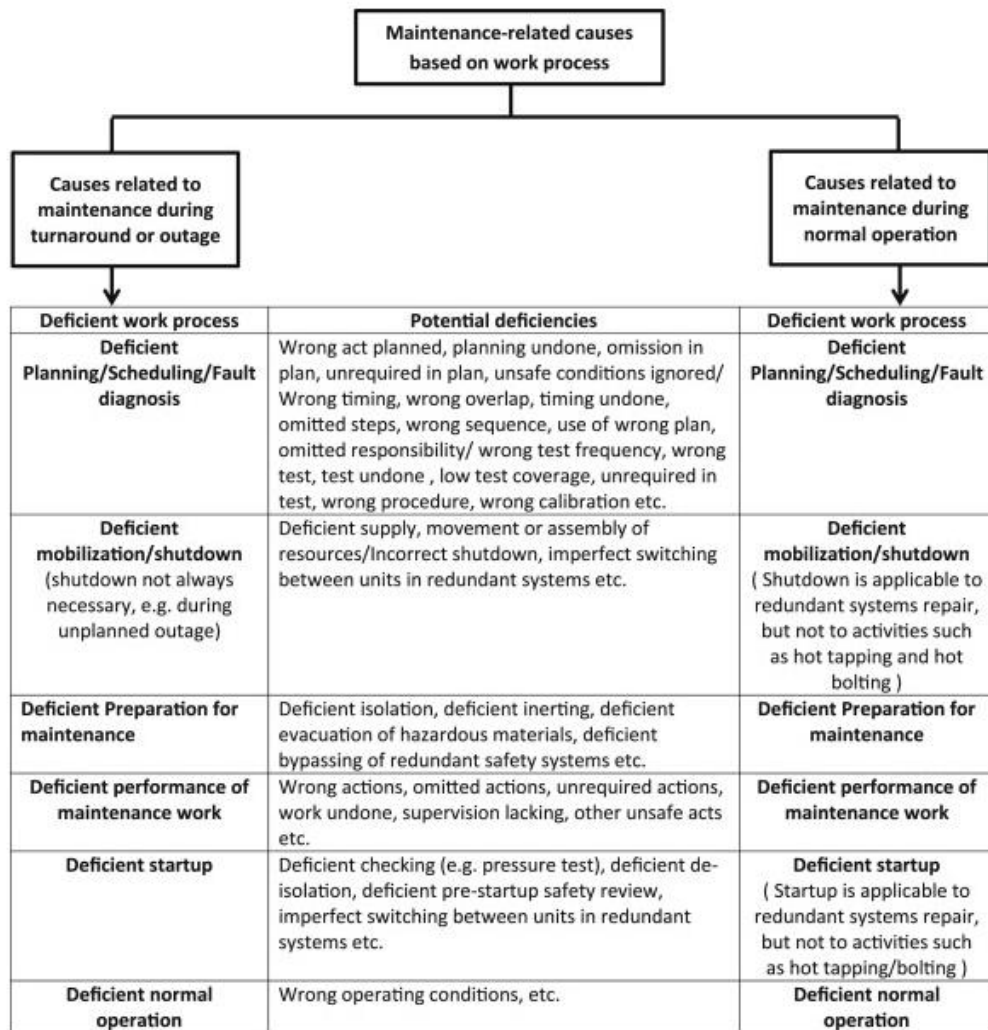 Maintenance-related causes
based on work process
Causes related to
maintenance during
turnaround or outage
Causes related to
maintenance during
normal operation
Deficient work process
Potential deficiencies
Deficient work process
Deficient
Planning/Scheduling/Fault
diagnosis
Wrong act planned, planning undone, omission in
plan, unrequired in plan, unsafe conditions ignored/
Wrong timing, wrong overlap, timing undone,
omitted steps, wrong sequence, use of wrong plan,
omitted responsibility/ wrong test frequency, wrong
test, test undone , low test coverage, unrequired in
test, wrong procedure, wrong calibration etc.
Deficient
Planning/Scheduling/Fault
diagnosis
Deficient
mobilization/shutdown
(shutdown not always
necessary, e.g. during
unplanned outage)
Deficient supply, movement or assembly of
resources/Incorrect shutdown, imperfect switching
between units in redundant systems etc.
Deficient
mobilization/shutdown
( Shutdown is applicable to
redundant systems repair,
but not to activities such
as hot tapping and hot
bolting )
Deficient Preparation for
maintenance
Deficient isolation, deficient inerting, deficient
evacuation of hazardous materials, deficient
bypassing of redundant safety systems etc.
Deficient Preparation for
maintenance
Deficient performance of
maintenance work
Wrong actions, omitted actions, unrequired actions,
work undone, supervision lacking, other unsafe acts
etc.
Deficient performance of
maintenance work
Deficient startup
Deficient checking (e.g. pressure test), deficient de-
isolation, deficient pre-startup safety review,
imperfect switching between units in redundant
systems etc.
Deficient startup
( Startup is applicable to
redundant systems repair,
but not to activities such
as hot tapping/bolting )
Deficient normal
operation
Wrong operating conditions, etc.
Deficient normal
operation